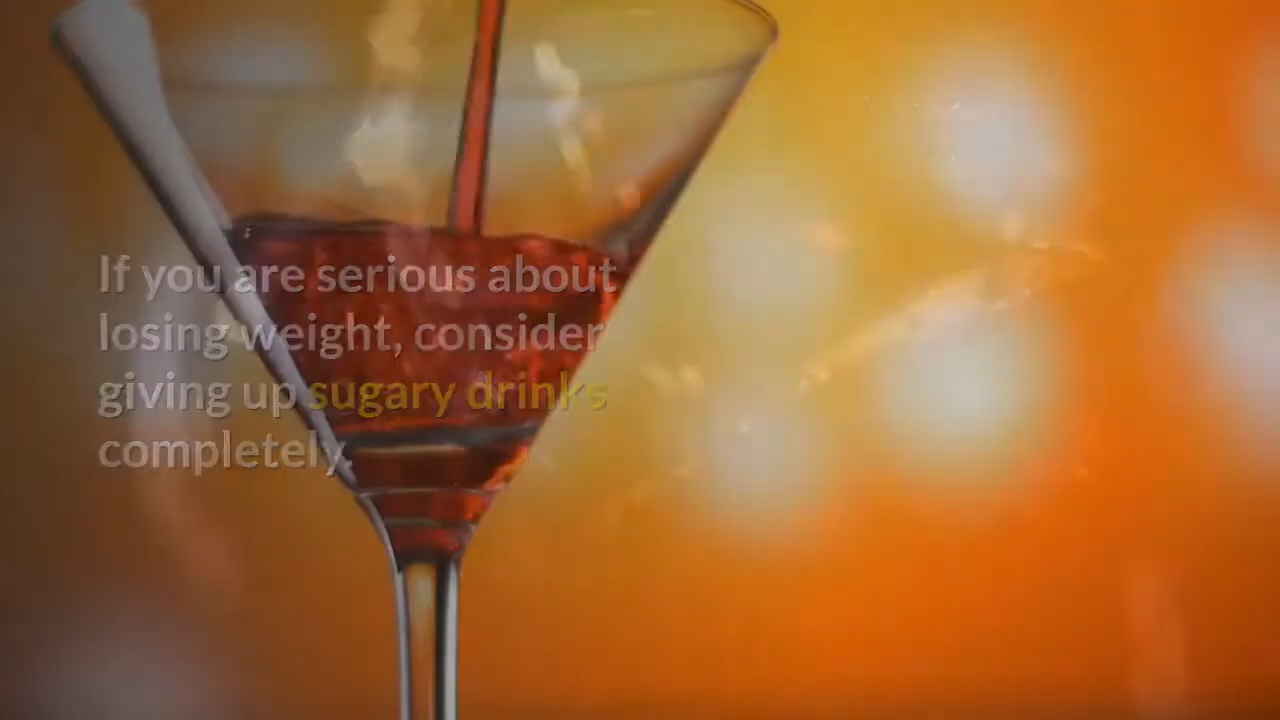 If you are serious about
losing weight, consider
giving up sugary drinks
completely.